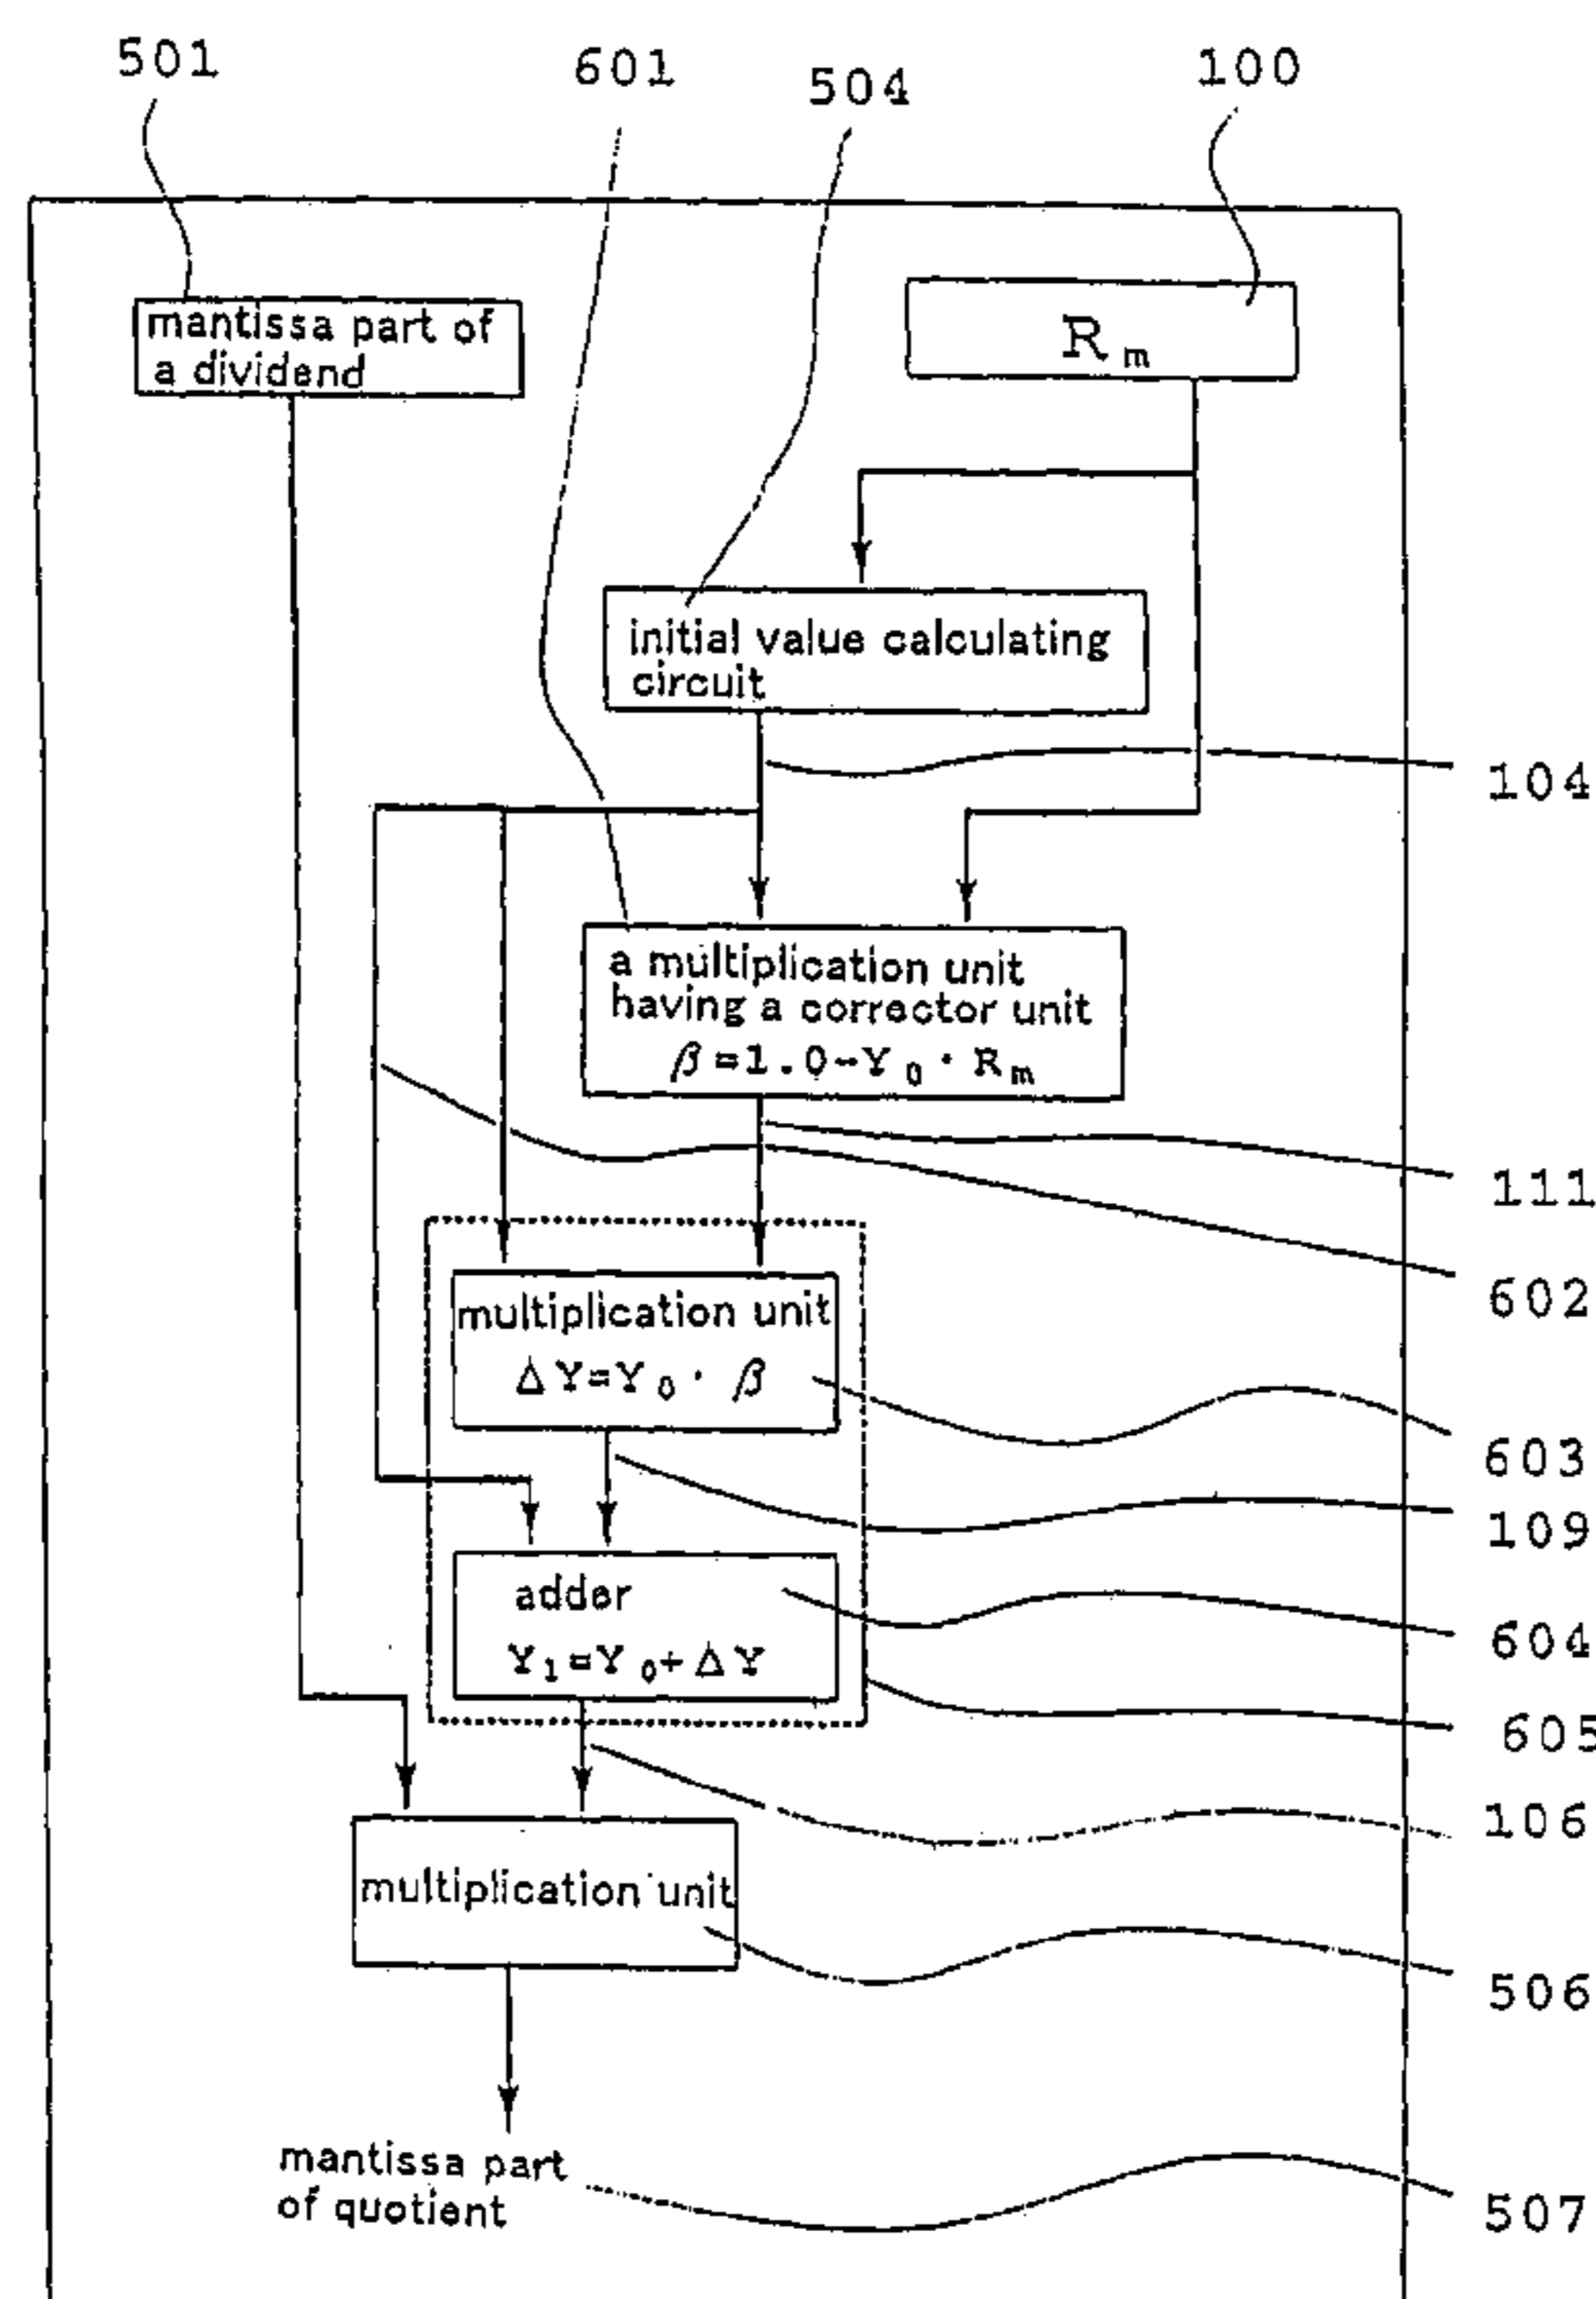 501
601
504
100
mantissa part of
a dividend
R m
initial value calculating
circuit
104
a multiplication unit
having a corrector unit
β=1.0-Y 0 · R m
111
602
multiplication unit
ΔY=Y 0 · β
603
109
adder
Y 1 =Y 0 +ΔY
604
605
106
multiplication unit
506
mantissa part
of quotient
507